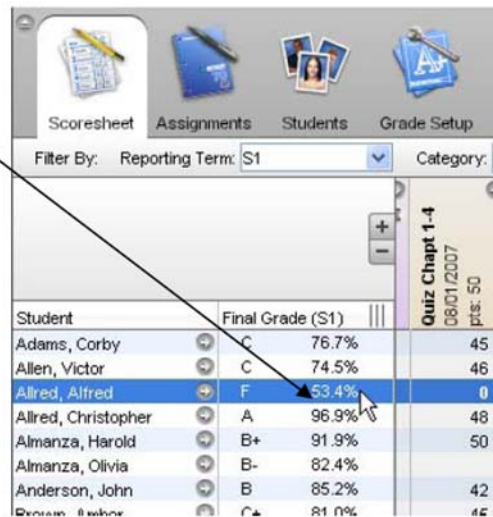 Scoresheet Assignments Students Grade Setup
Filter By: Reporting Term: S1 Category:
+
-
Quiz Chapt 1-4
08/01/2007
pts: 50
Student Final Grade (S1)
Adams, Corby C 76.7% 45
Allen, Victor C 74.5% 46
Allred, Alfred F 53.4% 0
Allred, Christopher A 96.9% 48
Almanza, Harold B+ 91.9% 50
Almanza, Olivia B- 82.4%
Anderson, John B 85.2% 42
81.0%